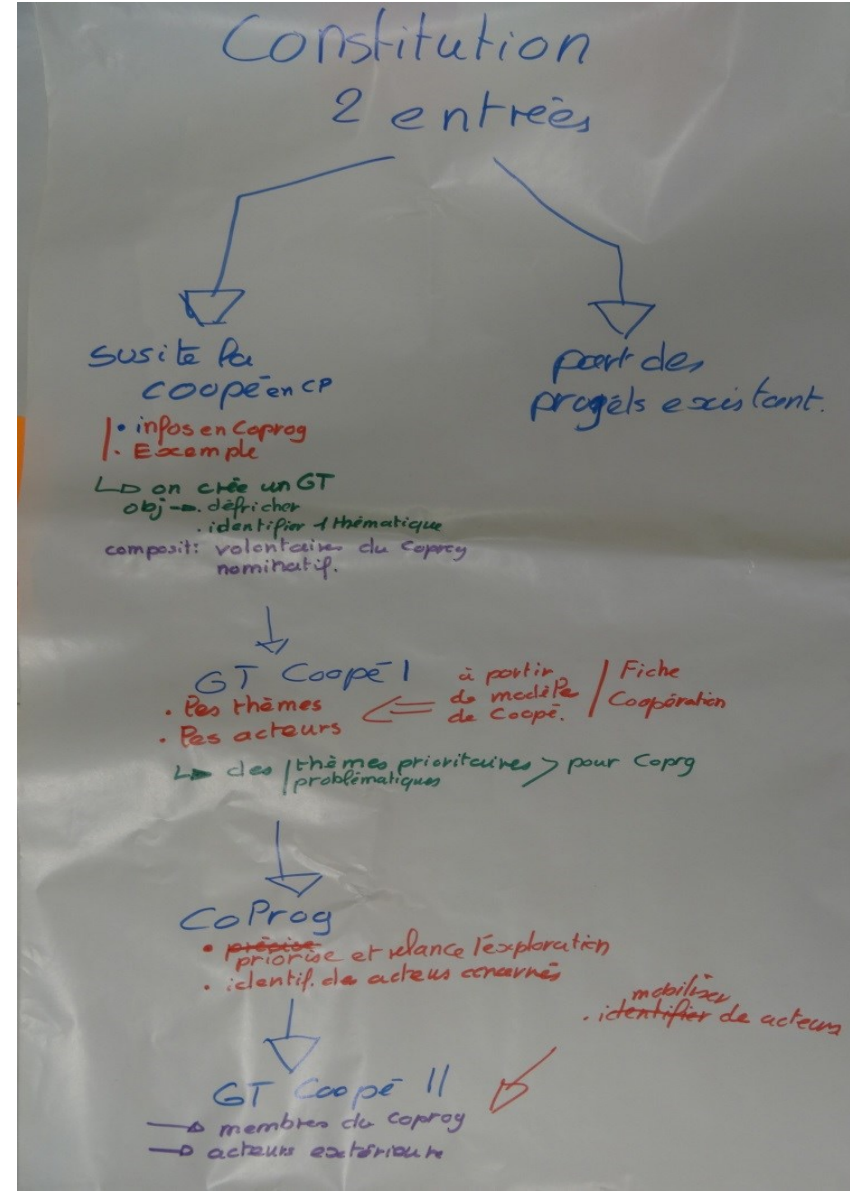 Constitution
2 entrées
susite la
coopé en CP
• infos en Coprog
• Exemple
↳ on crée un GT
obj → . défricher
. identifier 1 thématique
composit: volontaires du Coprog
nominatif.
part des
projets existant.
GT Coopé I
. les thèmes
. les acteurs
à partir
de modèle
de Coopé.
Fiche
Coopération
↳ des thèmes prioritaires > pour Coprg
problématiques
CoProg
• précise
priorise et relance l'exploration
. identif. des acteurs concernés
mobiliser
. identifier de acteurs
GT Coopé II
→ membres du Coprog
→ acteurs extérieure